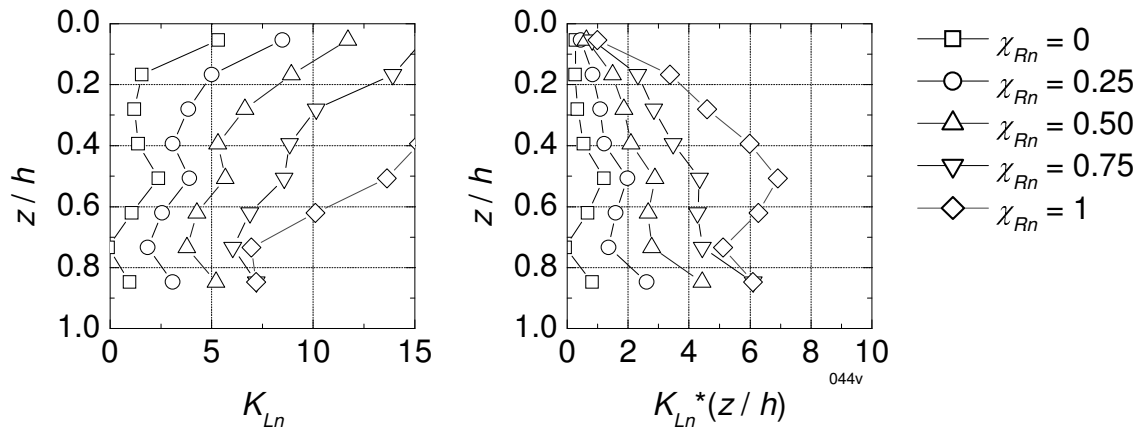 0.0
0.2
0.4
0.6
0.8
1.0
z / h
0
5
10
15
K_Ln
0.0
0.2
0.4
0.6
0.8
1.0
z / h
0
2
4
6
8
10
044v
K_Ln*(z / h)
χ_Rn = 0
χ_Rn = 0.25
χ_Rn = 0.50
χ_Rn = 0.75
χ_Rn = 1